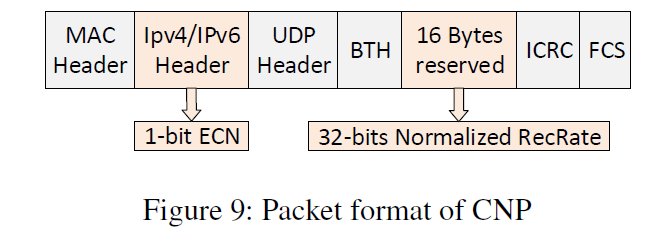 MAC Header
Ipv4/IPv6 Header
UDP Header
BTH
16 Bytes reserved
ICRC
FCS
1-bit ECN
32-bits Normalized RecRate
Figure 9: Packet format of CNP